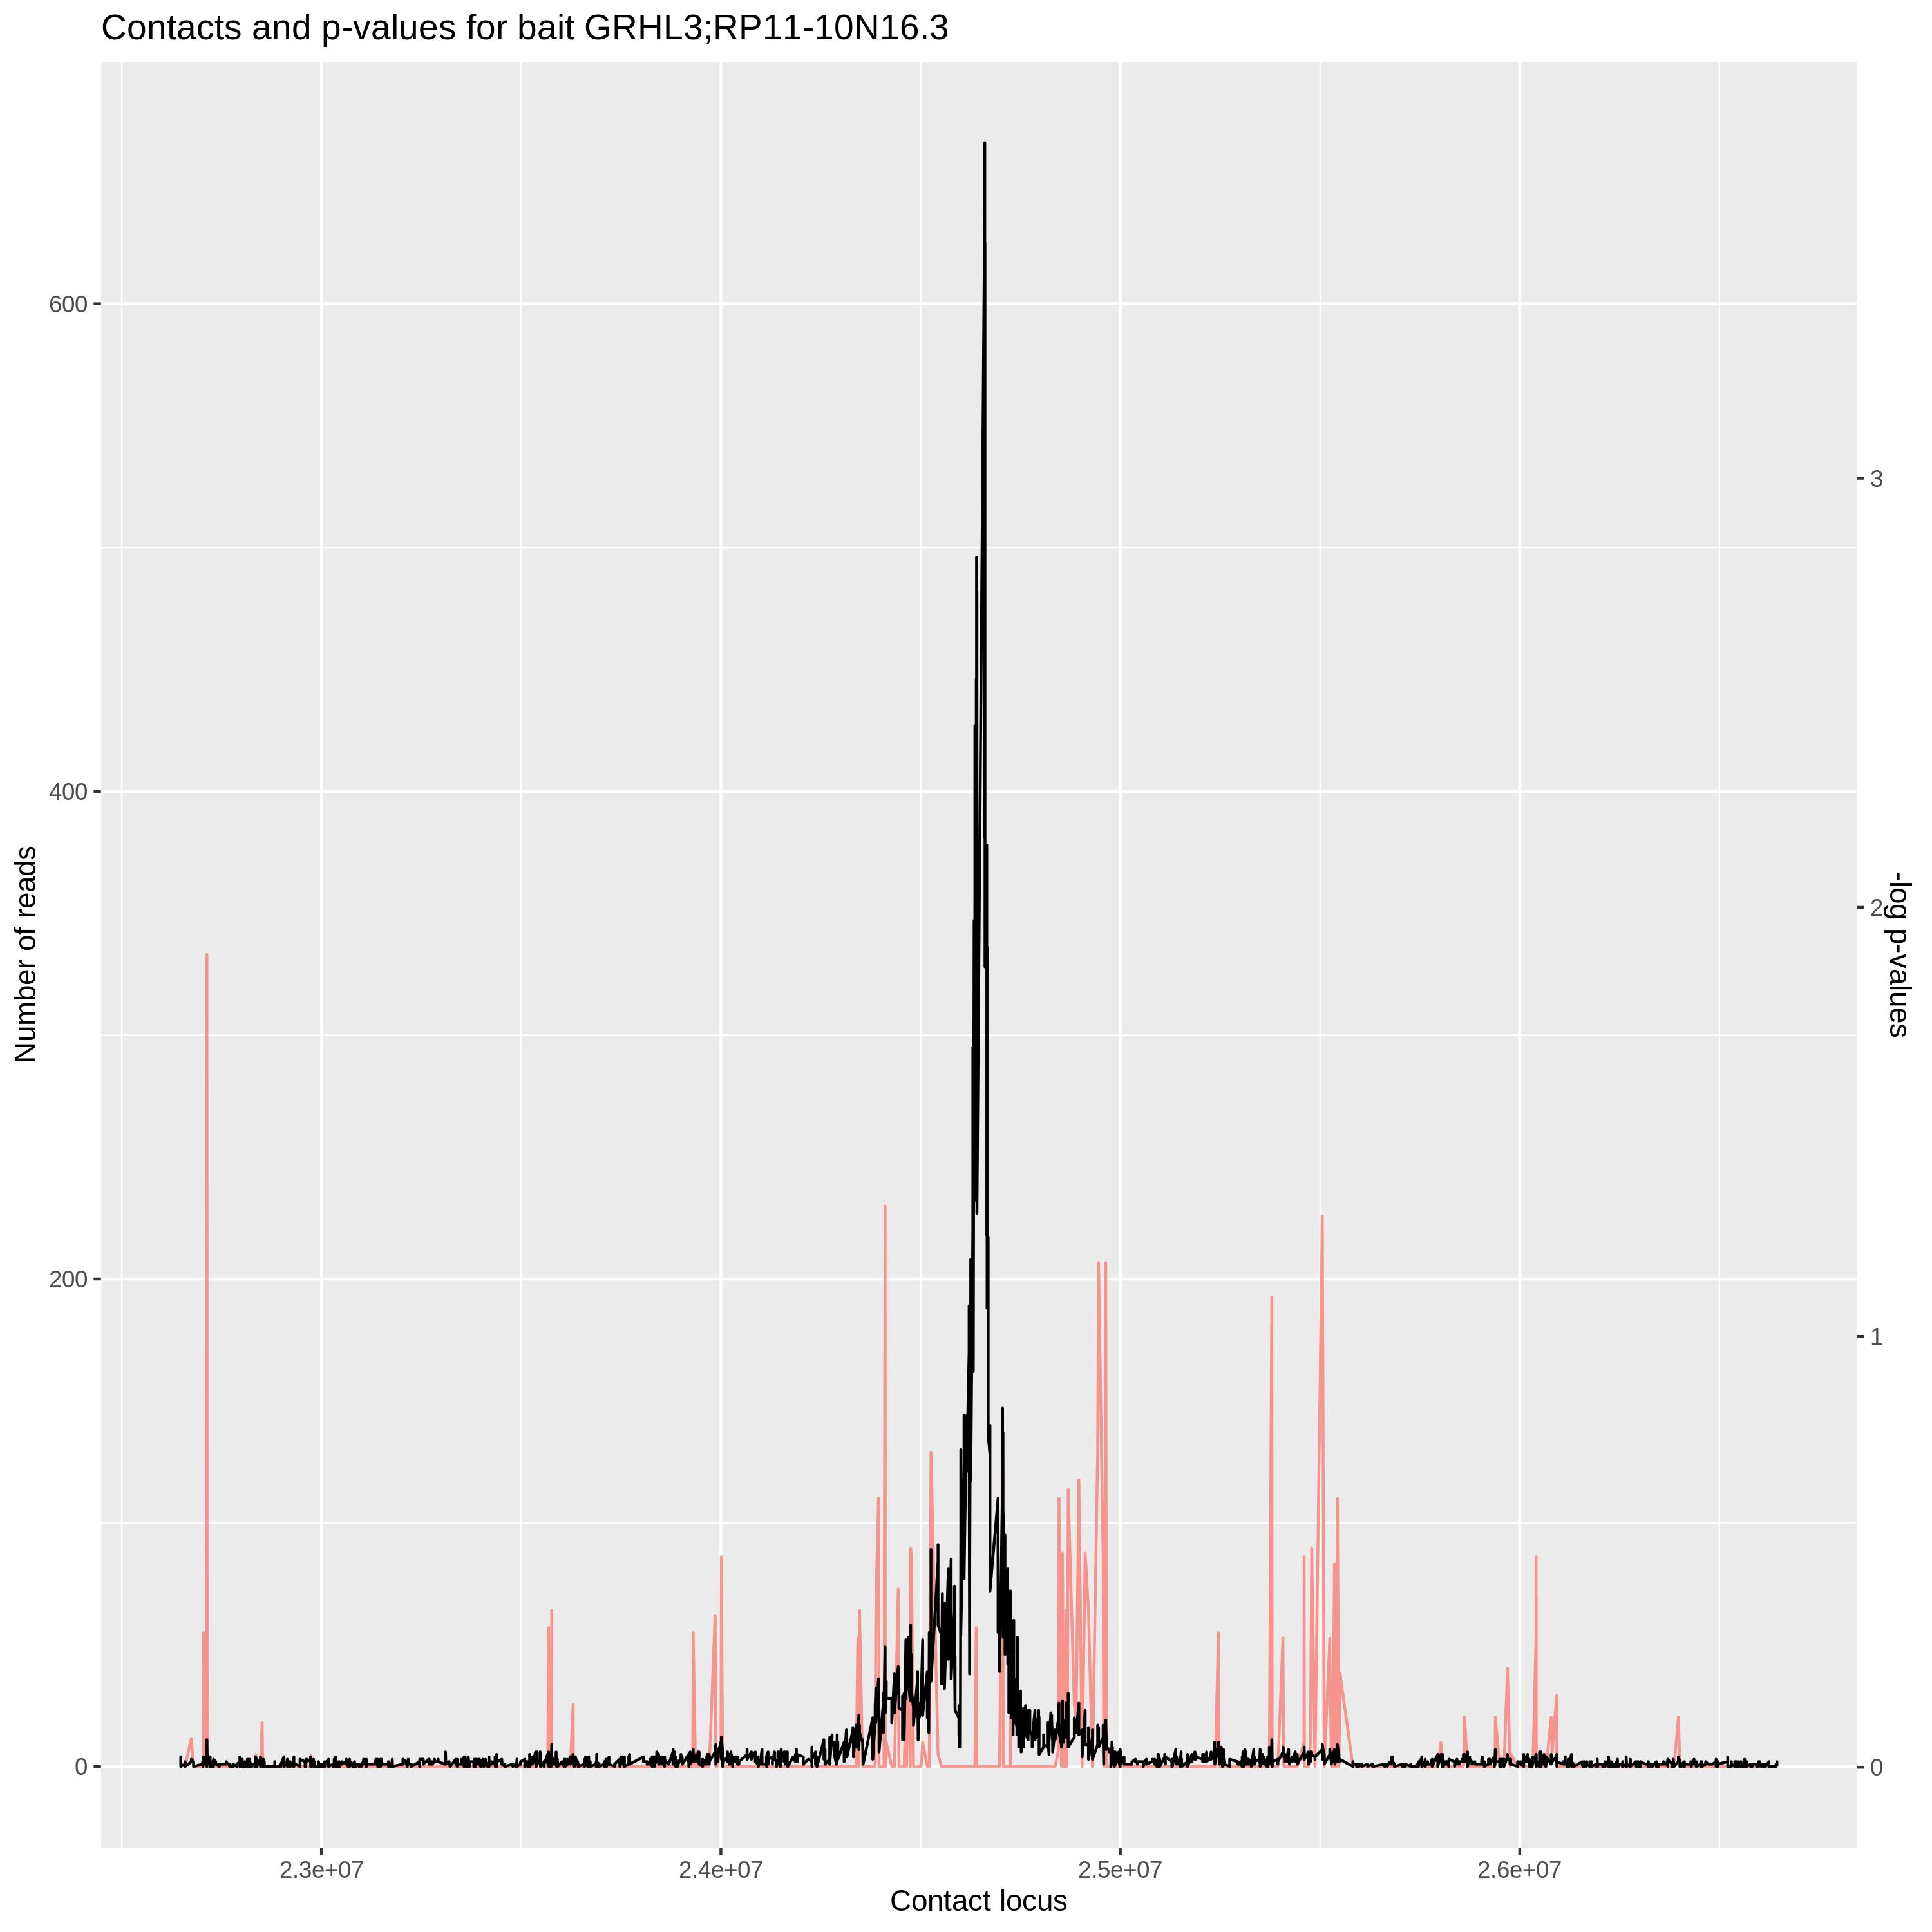 Contacts and p-values for bait GRHL3;RP11-10N16.3
600
400
200
0
Number of reads
3
2
1
0
-log p-values
2.3e+07
2.4e+07
2.5e+07
2.6e+07
Contact locus